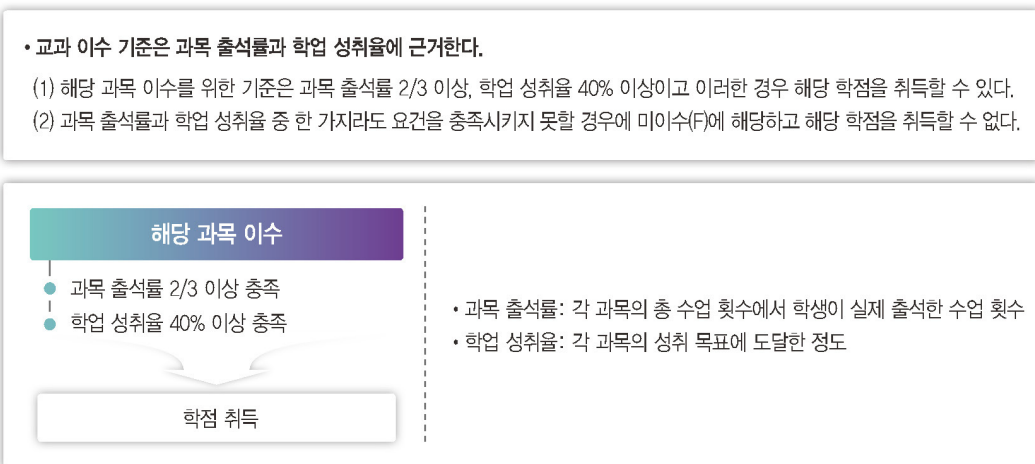 • 교과 이수 기준은 과목 출석률과 학업 성취율에 근거한다.
(1) 해당 과목 이수를 위한 기준은 과목 출석률 2/3 이상, 학업 성취율 40% 이상이고 이러한 경우 해당 학점을 취득할 수 있다.
(2) 과목 출석률과 학업 성취율 중 한 가지라도 요건을 충족시키지 못할 경우에 미이수(F)에 해당하고 해당 학점을 취득할 수 없다.
해당 과목 이수
과목 출석률 2/3 이상 충족
학업 성취율 40% 이상 충족
학점 취득
• 과목 출석률: 각 과목의 총 수업 횟수에서 학생이 실제 출석한 수업 횟수
• 학업 성취율: 각 과목의 성취 목표에 도달한 정도